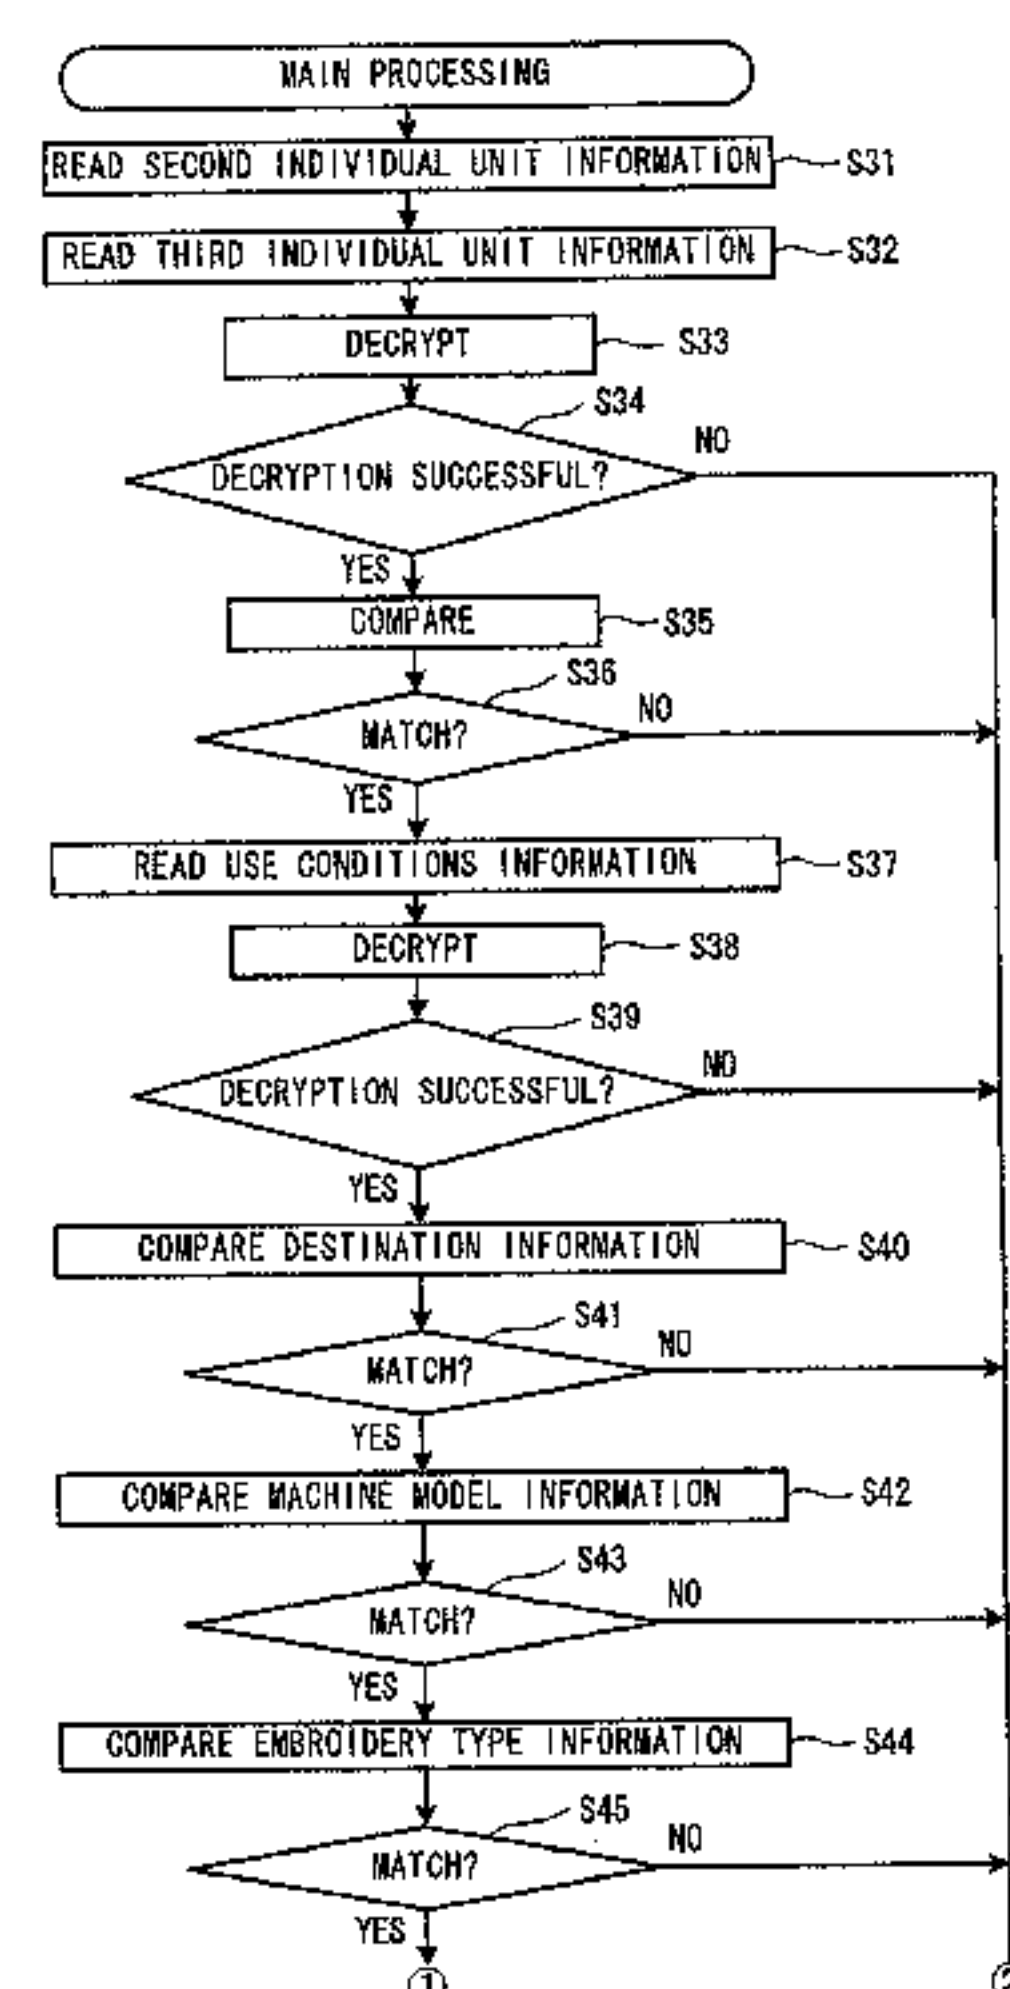 MAIN PROCESSING
READ SECOND INDIVIDUAL UNIT INFORMATION S31
READ THIRD INDIVIDUAL UNIT INFORMATION S32
DECRYPT S33
S34
NO
DECRYPTION SUCCESSFUL?
YES
COMPARE S35
S36
NO
MATCH?
YES
READ USE CONDITIONS INFORMATION S37
DECRYPT S38
S39
NO
DECRYPTION SUCCESSFUL?
YES
COMPARE DESTINATION INFORMATION S40
S41
NO
MATCH?
YES
COMPARE MACHINE MODEL INFORMATION S42
S43
NO
MATCH?
YES
COMPARE EMBROIDERY TYPE INFORMATION S44
S45
NO
MATCH?
YES
1